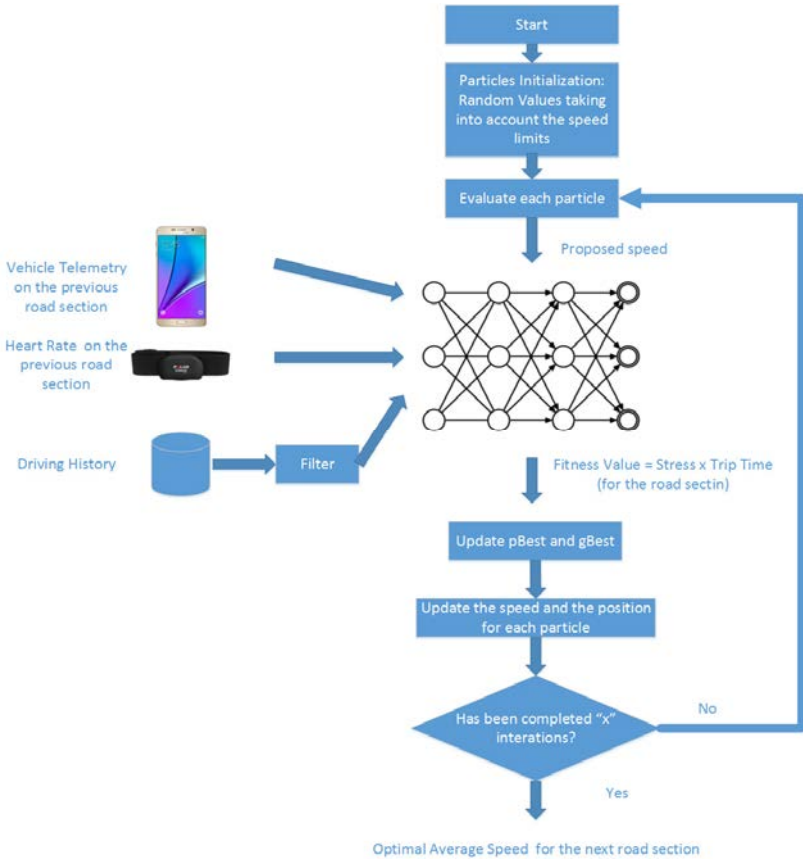 Start
Particles Initialization:
Random Values taking
into account the speed
limits
Evaluate each particle
Proposed speed
Vehicle Telemetry
on the previous
road section
Heart Rate on the
previous road
section
Driving History
Filter
Fitness Value = Stress x Trip Time
(for the road sectin)
Update pBest and gBest
Update the speed and the position
for each particle
Has been completed “x”
interations?
No
Yes
Optimal Average Speed for the next road section